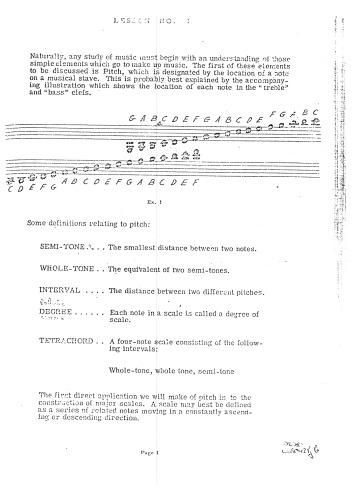 LESSON NO. 1
Naturally, any study of music must begin with an understanding of those
simple elements which go to make up music. The first of these elements
to be discussed is Pitch, which is designated by the location of a note
on a musical stave. This is probably best explained by the accompany-
ing illustration which shows the location of each note in the "treble"
and "bass" clefs.
F G A B C
G A B C D E F G A B C D E
C D E F G A B C D E F G A B C D E F
Ex. 1
Some definitions relating to pitch:
SEMI-TONE . . . The smallest distance between two notes.
WHOLE-TONE . . The equivalent of two semi-tones.
INTERVAL .... The distance between two different pitches.
DEGREE ...... Each note in a scale is called a degree of
scale.
TETRACHORD .. A four-note scale consisting of the follow-
ing intervals:
Whole-tone, whole tone, semi-tone
The first direct application we will make of pitch is to the
construction of major scales. A scale may best be defined
as a series of related notes moving in a constantly ascend-
ing or descending direction.
Page 1